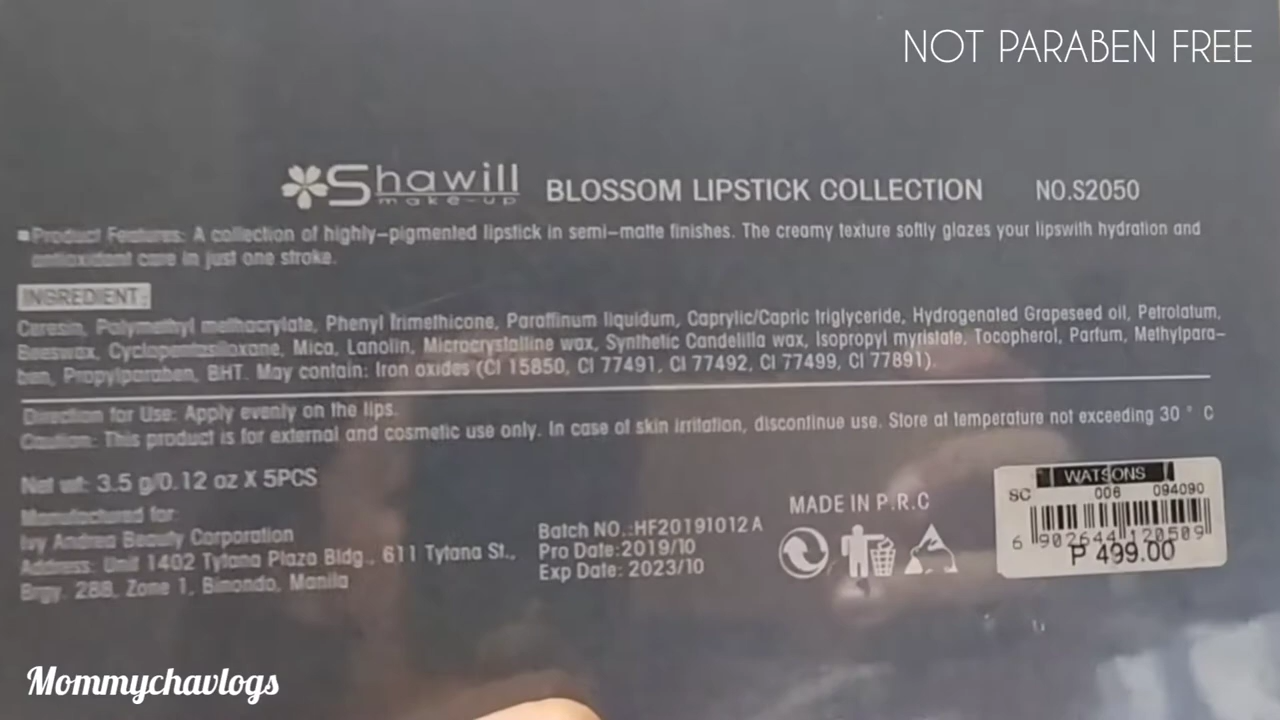 NOT PARABEN FREE
Shawill
make-up
BLOSSOM LIPSTICK COLLECTION NO.S2050
Product Features: A collection of highly-pigmented lipstick in semi-matte finishes. The creamy texture softly glazes your lipswith hydration and
antioxidant care in just one stroke.
INGREDIENT:
Ceresin, Polymethyl methacrylate, Phenyl Trimethicone, Paraffinum liquidum, Caprylic/Capric triglyceride, Hydrogenated Grapeseed oil, Petrolatum,
Beeswax, Cyclopentasiloxane, Mica, Lanolin, Microcrystalline wax, Synthetic Candelilla wax, Isopropyl myristate, Tocopherol, Parfum, Methylpara-
ben, Propylparaben, BHT. May contain: Iron oxides (CI 15850, CI 77491, CI 77492, CI 77499, CI 77891).
Direction for Use: Apply evenly on the lips.
Caution: This product is for external and cosmetic use only. In case of skin irritation, discontinue use. Store at temperature not exceeding 30 ° C
Net wt: 3.5 g/0.12 oz X 5PCS
Manufactured for:
Ivy Andrea Beauty Corporation
Address: Unit 1402 Tytana Plaza Bldg., 611 Tytana St.,
Brgy. 288, Zone 1, Binondo, Manila
Batch NO.:HF20191012A
Pro Date:2019/10
Exp Date: 2023/10
MADE IN P.R.C
WATSONS
SC 006 094090
6 902644 120509
P 499.00
Mommychavlogs